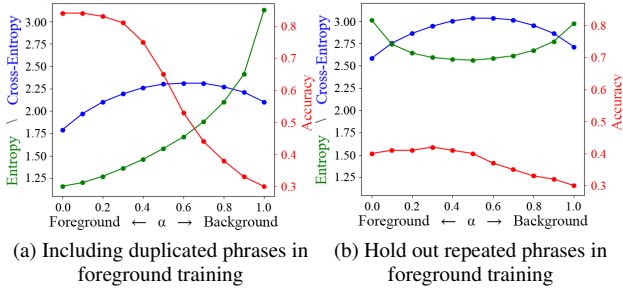 3.00
2.75
2.50
2.25
2.00
1.75
1.50
1.25
Entropy \ Cross-Entropy
0.8
0.7
0.6
0.5
0.4
0.3
Accuracy
0.0 0.2 0.4 0.6 0.8 1.0
Foreground ← α → Background
(a) Including duplicated phrases in
foreground training
3.00
2.75
2.50
2.25
2.00
1.75
1.50
1.25
Entropy \ Cross-Entropy
0.8
0.7
0.6
0.5
0.4
0.3
Accuracy
0.0 0.2 0.4 0.6 0.8 1.0
Foreground ← α → Background
(b) Hold out repeated phrases in
foreground training